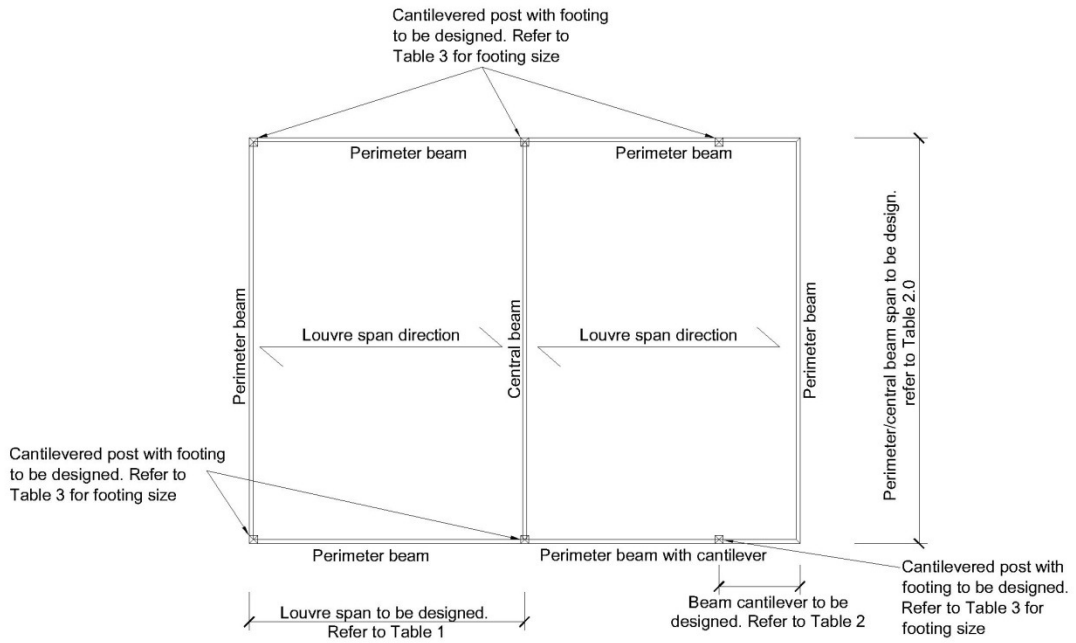 Cantilevered post with footing
to be designed. Refer to
Table 3 for footing size
Perimeter beam
Perimeter beam
Perimeter beam
Louvre span direction
Central beam
Louvre span direction
Perimeter beam
Perimeter/central beam span to be design.
refer to Table 2.0
Cantilevered post with footing
to be designed. Refer to
Table 3 for footing size
Perimeter beam
Perimeter beam with cantilever
Louvre span to be designed.
Refer to Table 1
Beam cantilever to be
designed. Refer to Table 2
Cantilevered post with
footing to be designed.
Refer to Table 3 for
footing size